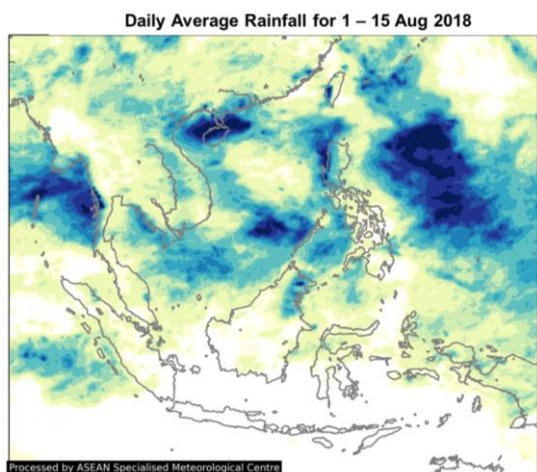 Daily Average Rainfall for 1 – 15 Aug 2018
Processed by ASEAN Specialised Meteorological Centre